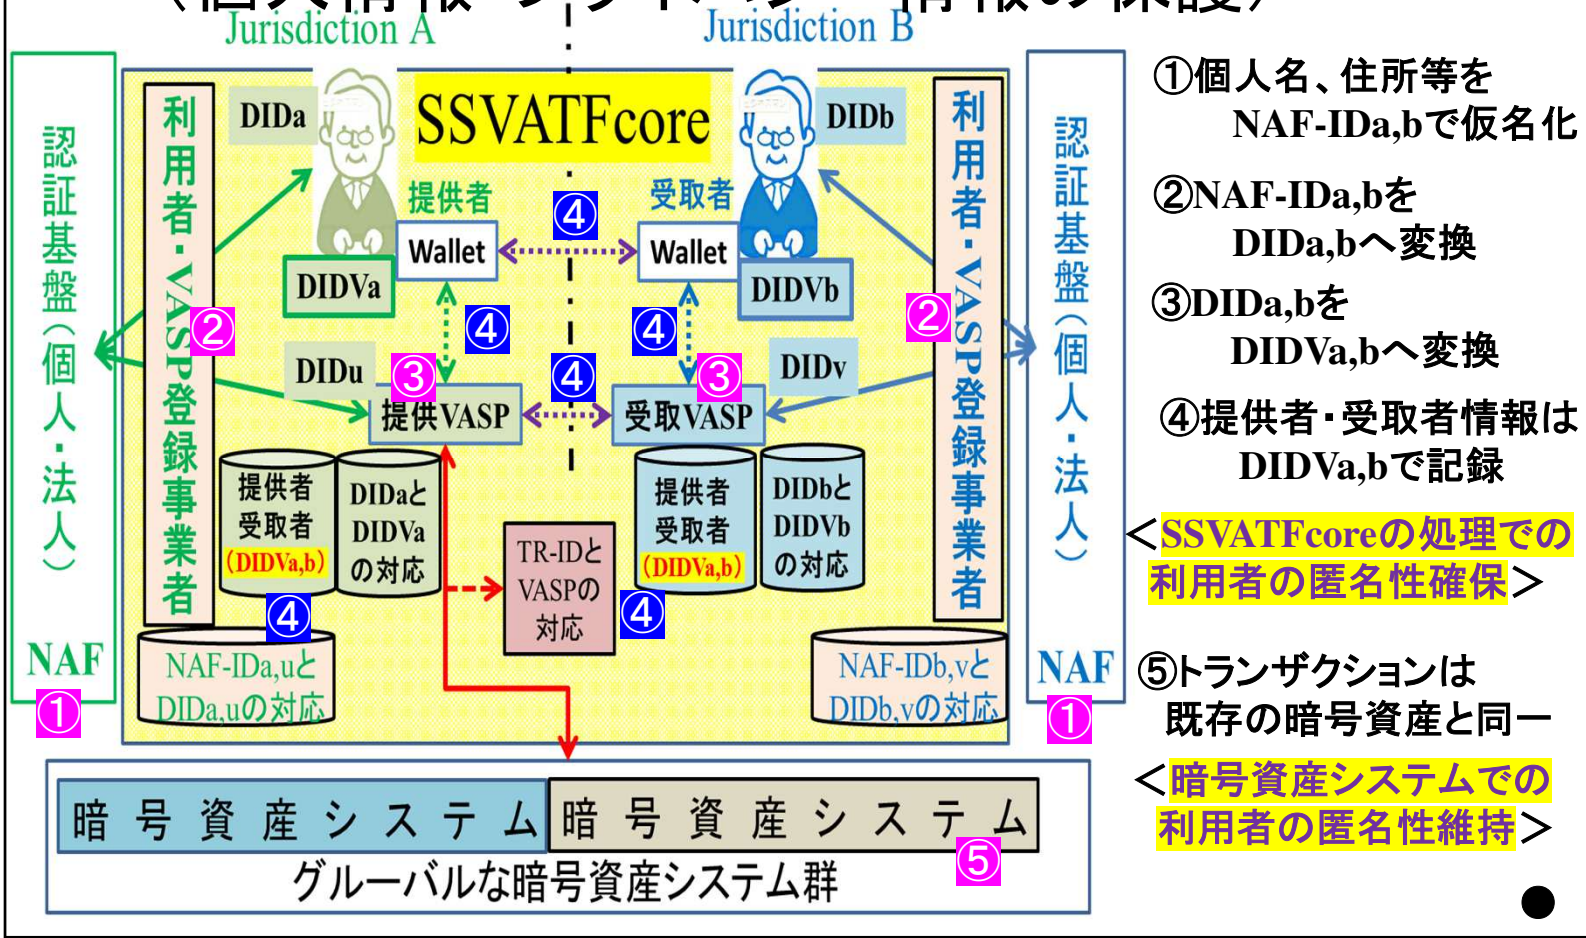 Jurisdiction A
Jurisdiction B
認証基盤(個人・法人)
NAF
①
利用者・VASP登録事業者
②
DIDa
SSVATFcore
DIDb
提供者
④
受取者
Wallet
Wallet
DIDVa
DIDVb
④
④
DIDu
③
④
③
DIDv
提供VASP
受取VASP
利用者・VASP登録事業者
②
認証基盤(個人・法人)
NAF
①
提供者
受取者
(DIDVa,b)
④
DIDaと
DIDVa
の対応
TR-IDと
VASPの
対応
提供者
受取者
(DIDVa,b)
④
DIDbと
DIDVb
の対応
NAF-IDa,uと
DIDa,uの対応
NAF-IDb,vと
DIDb,vの対応
暗号資産システム
暗号資産システム
⑤
グルーバルな暗号資産システム群
①個人名、住所等を
NAF-IDa,bで仮名化
②NAF-IDa,bを
DIDa,bへ変換
③DIDa,bを
DIDVa,bへ変換
④提供者・受取者情報は
DIDVa,bで記録
<SSVATFcoreの処理での
利用者の匿名性確保>
⑤トランザクションは
既存の暗号資産と同一
<暗号資産システムでの
利用者の匿名性維持>